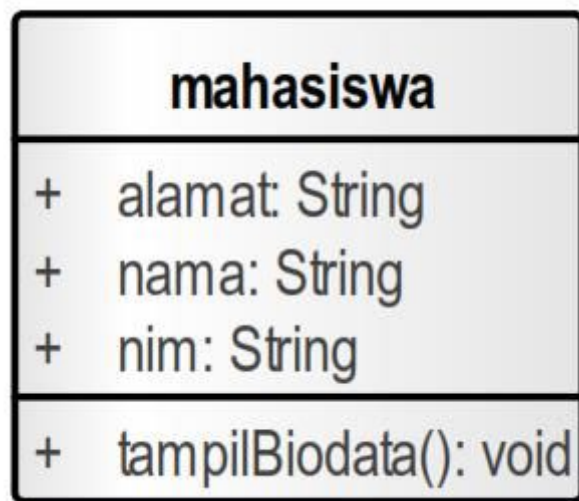 mahasiswa
+ alamat: String
+ nama: String
+ nim: String
+ tampilBiodata(): void